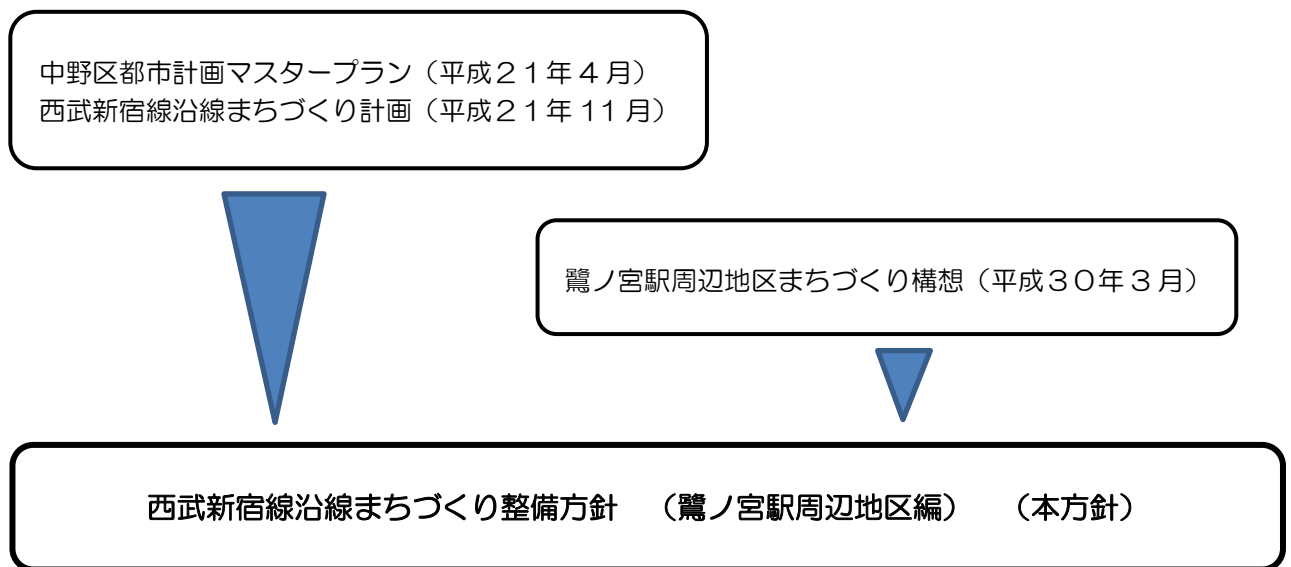 中野区都市計画マスタープラン（平成２１年４月）
西武新宿線沿線まちづくり計画（平成２１年 11 月）
鷺ノ宮駅周辺地区まちづくり構想（平成３０年３月）
西武新宿線沿線まちづくり整備方針　（鷺ノ宮駅周辺地区編）　（本方針）